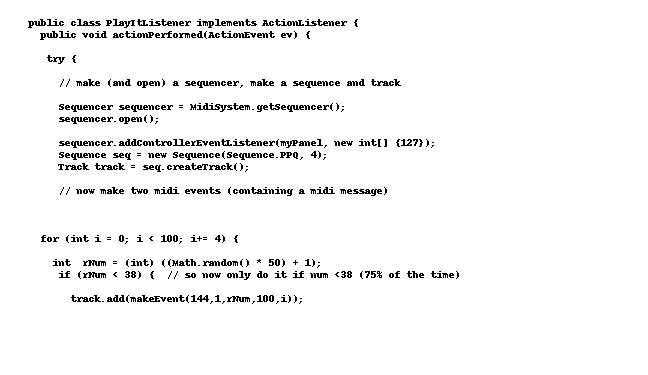 public class PlayItListener implements ActionListener {
public void actionPerformed(ActionEvent ev) {
try {
// make (and open) a sequencer, make a sequence and track
Sequencer sequencer = MidiSystem.getSequencer();
sequencer.open();
sequencer.addControllerEventListener(myPanel, new int[] {127});
Sequence seq = new Sequence(Sequence.PPQ, 4);
Track track = seq.createTrack();
// now make two midi events (containing a midi message)
for (int i = 0; i < 100; i+= 4) {
int  rNum = (int) ((Math.random() * 50) + 1);
if (rNum < 38) {  // so now only do it if num <38 (75% of the time)
track.add(makeEvent(144,1,rNum,100,i));